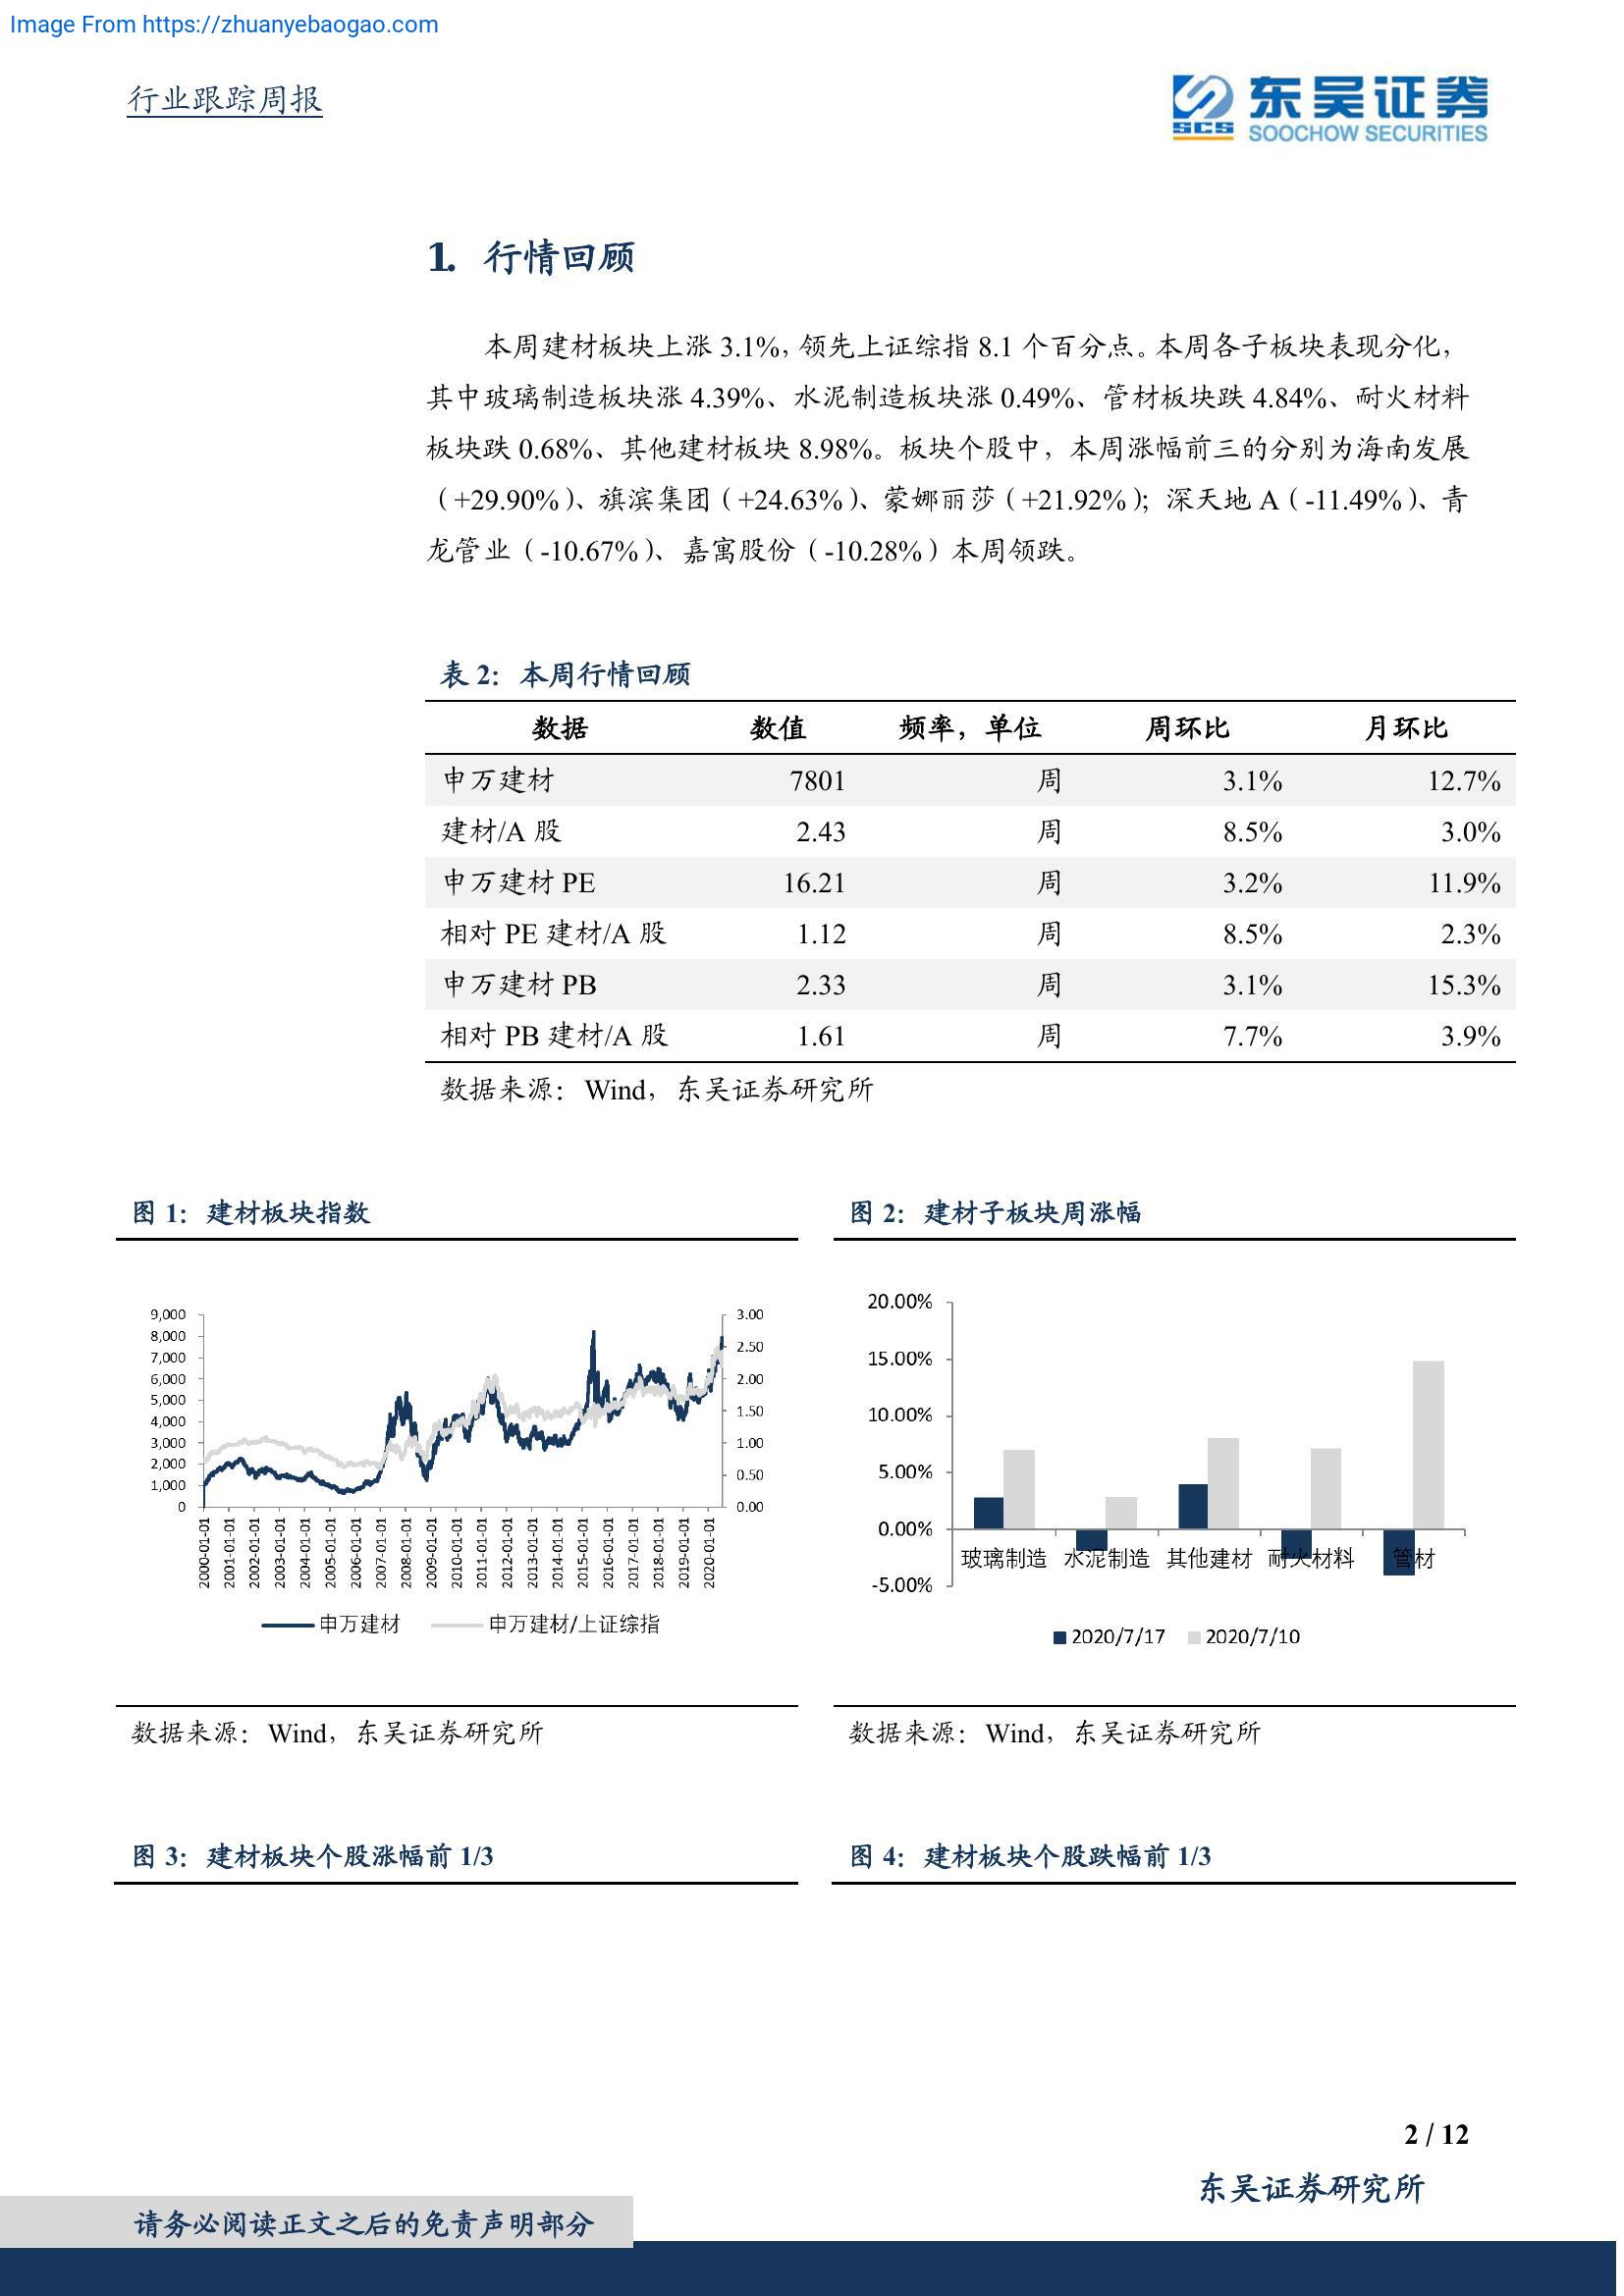 Image From https://zhuanyebaogao.com
行业跟踪周报
SCS 东吴证券
SOOCHOW SECURITIES
1. 行情回顾
本周建材板块上涨 3.1%，领先上证综指 8.1 个百分点。本周各子板块表现分化，
其中玻璃制造板块涨 4.39%、水泥制造板块涨 0.49%、管材板块跌 4.84%、耐火材料
板块跌 0.68%、其他建材板块 8.98%。板块个股中，本周涨幅前三的分别为海南发展
（+29.90%）、旗滨集团（+24.63%）、蒙娜丽莎（+21.92%）；深天地 A（-11.49%）、青
龙管业（-10.67%）、嘉寓股份（-10.28%）本周领跌。
表 2：本周行情回顾
数据 数值 频率，单位 周环比 月环比
申万建材 7801 周 3.1% 12.7%
建材/A 股 2.43 周 8.5% 3.0%
申万建材 PE 16.21 周 3.2% 11.9%
相对 PE 建材/A 股 1.12 周 8.5% 2.3%
申万建材 PB 2.33 周 3.1% 15.3%
相对 PB 建材/A 股 1.61 周 7.7% 3.9%
数据来源：Wind，东吴证券研究所
图 1：建材板块指数
9,000
8,000
7,000
6,000
5,000
4,000
3,000
2,000
1,000
0
3.00
2.50
2.00
1.50
1.00
0.50
0.00
2000-01-01
2001-01-01
2002-01-01
2003-01-01
2004-01-01
2005-01-01
2006-01-01
2007-01-01
2008-01-01
2009-01-01
2010-01-01
2011-01-01
2012-01-01
2013-01-01
2014-01-01
2015-01-01
2016-01-01
2017-01-01
2018-01-01
2019-01-01
2020-01-01
申万建材 申万建材/上证综指
数据来源：Wind，东吴证券研究所
图 2：建材子板块周涨幅
20.00%
15.00%
10.00%
5.00%
0.00%
-5.00%
玻璃制造 水泥制造 其他建材 耐火材料 管材
2020/7/17 2020/7/10
数据来源：Wind，东吴证券研究所
图 3：建材板块个股涨幅前 1/3
图 4：建材板块个股跌幅前 1/3
2 / 12
东吴证券研究所
请务必阅读正文之后的免责声明部分